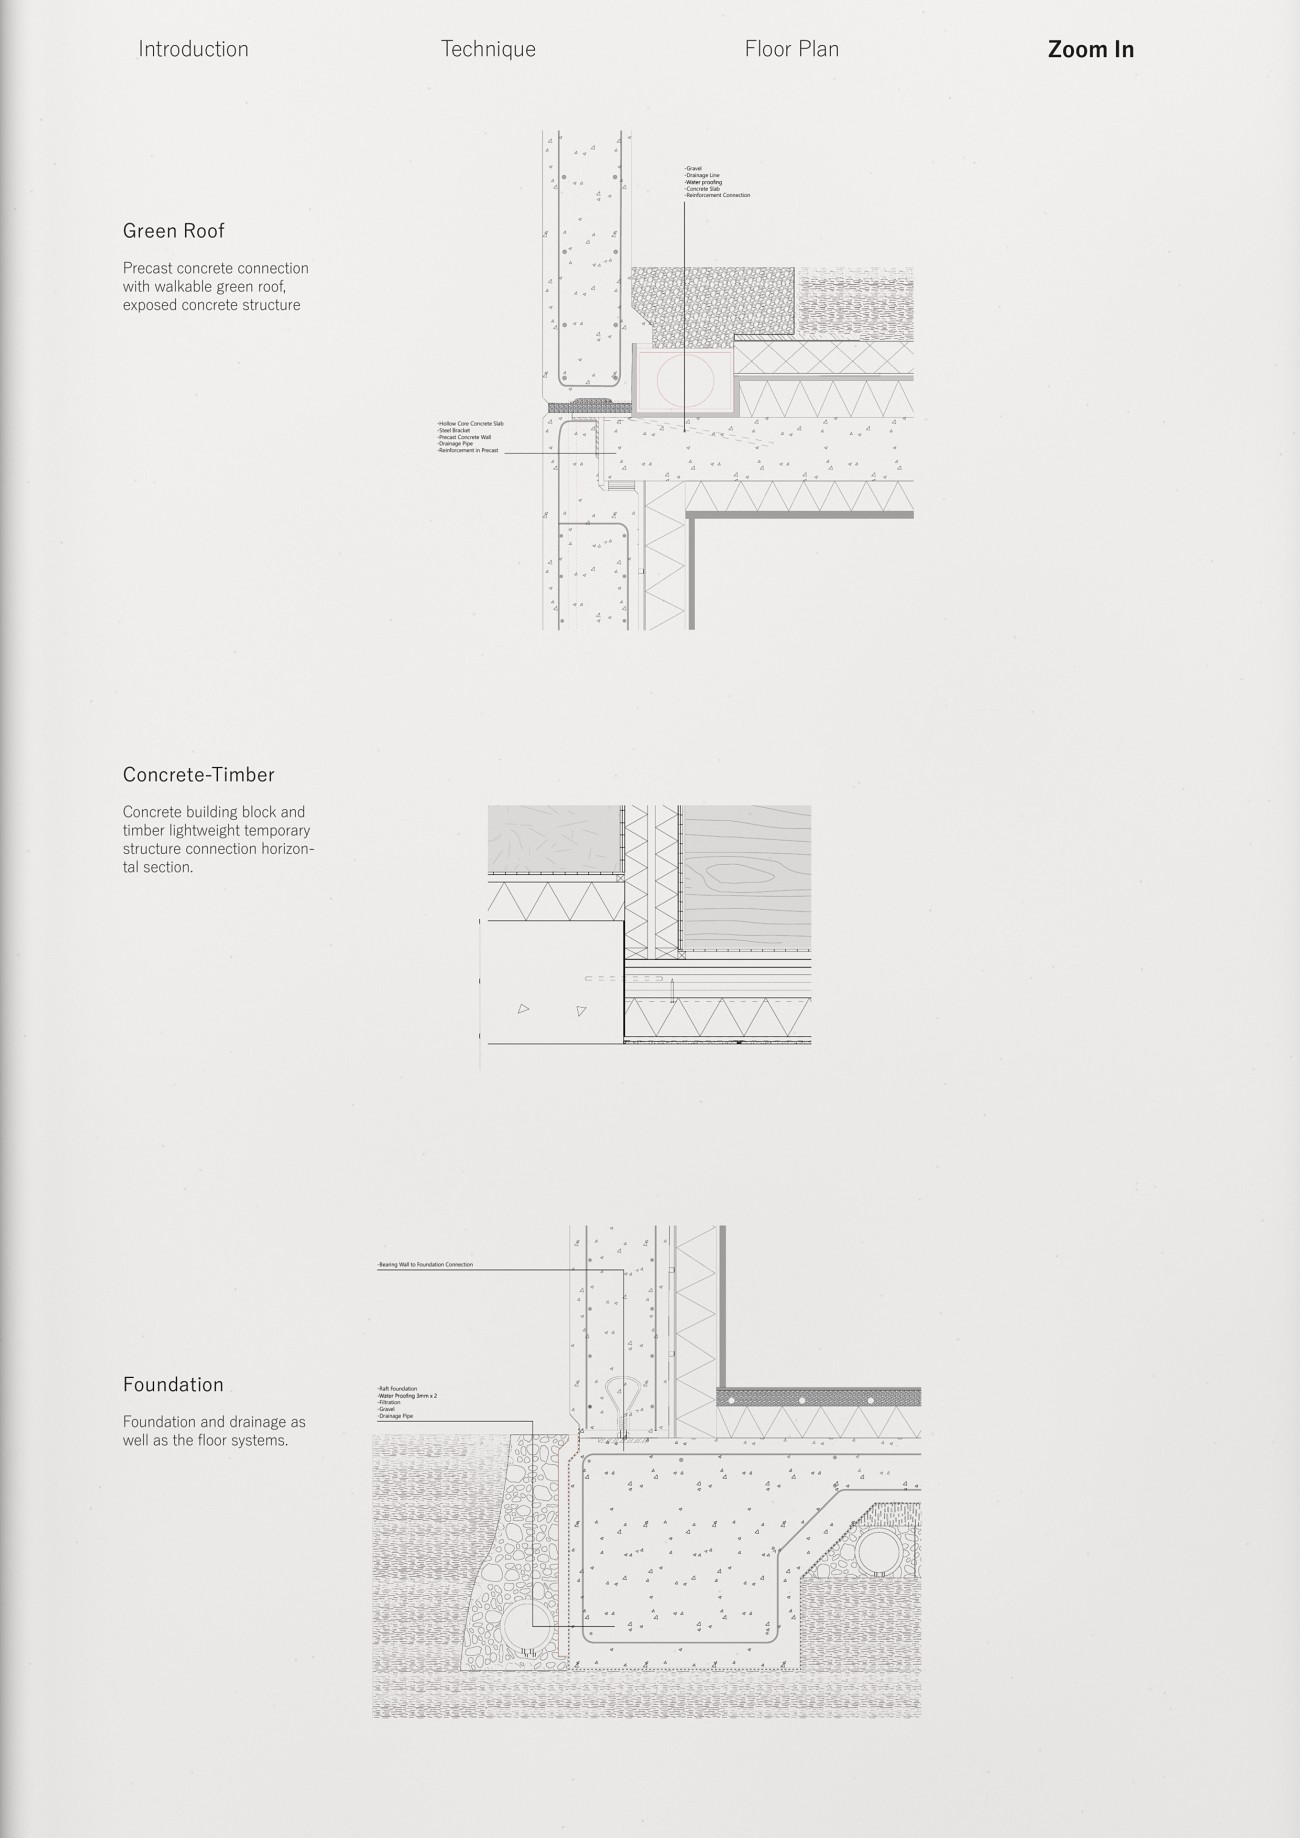 Introduction
Technique
Floor Plan
Zoom In
-Gravel
-Drainage Line
-Water proofing
-Concrete Slab
-Reinforcement Connection
Green Roof
Precast concrete connection
with walkable green roof,
exposed concrete structure
-Hollow Core Concrete Slab
-Steel Bracket
-Precast Concrete Wall
-Drainage Pipe
-Reinforcement in Precast
Concrete-Timber
Concrete building block and
timber lightweight temporary
structure connection horizon-
tal section.
-Bearing Wall to Foundation Connection
Foundation
Foundation and drainage as
well as the floor systems.
-Raft Foundation
-Water Proofing 3mm x 2
-Filtration
-Gravel
-Drainage Pipe